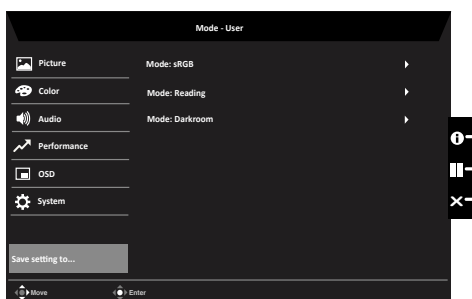 Mode - User
Picture
Mode: sRGB
Color
Mode: Reading
Audio
Mode: Darkroom
Performance
OSD
System
Save setting to...
Move
Enter